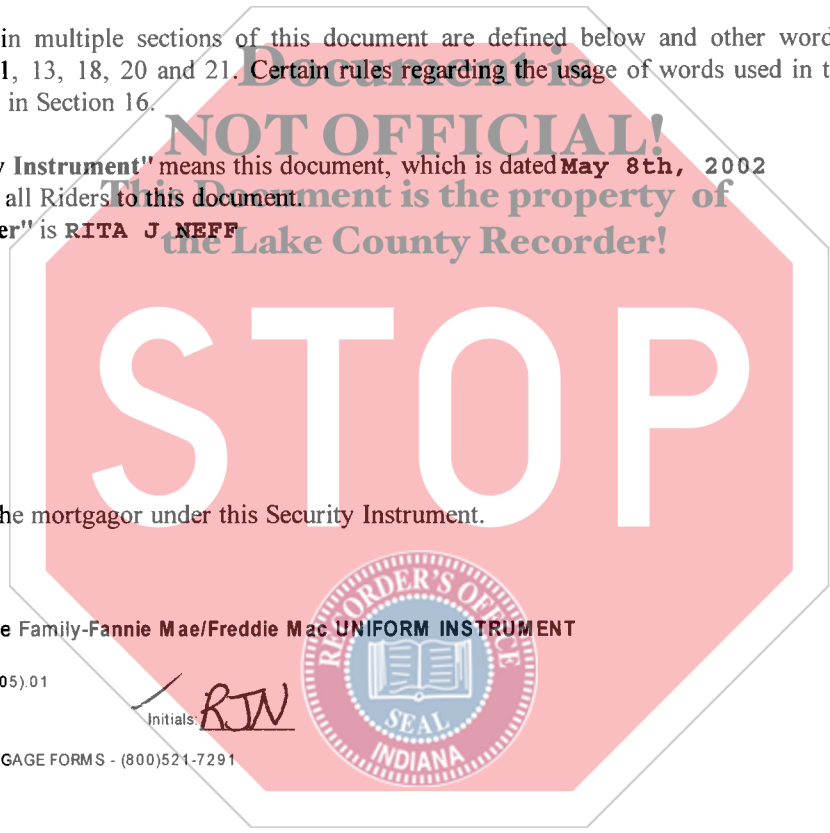 in multiple sections of this document are defined below and other word
1, 13, 18, 20 and 21. Certain rules regarding the usage of words used in t
in Section 16.
Document is
NOT OFFICIAL!
This Document is the property of
the Lake County Recorder!
y Instrument" means this document, which is dated May 8th, 2002
all Riders to this document.
er" is RITA J NEFF
STOP
he mortgagor under this Security Instrument.
e Family-Fannie Mae/Freddie Mac UNIFORM INSTRUMENT
05).01
Initials: RJN
GAGE FORMS - (800)521-7291
RECORDER'S OFFICE
SEAL
INDIANA